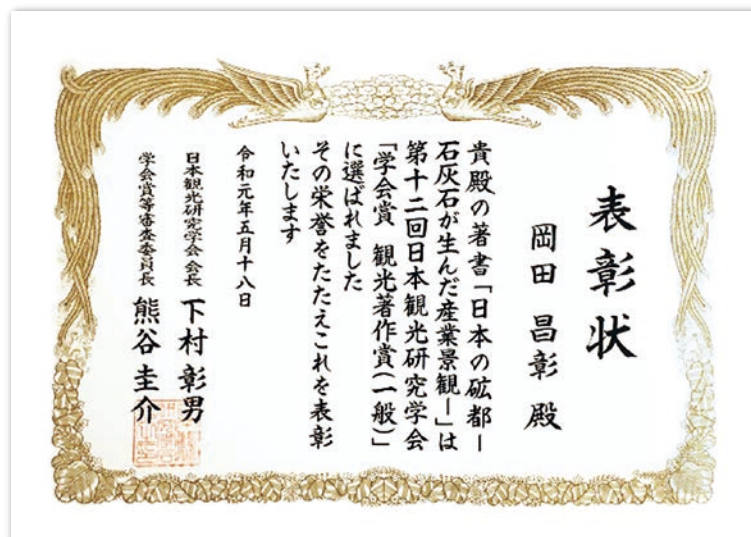 表彰状
岡田 昌彰 殿
貴殿の著書「日本の砿都ー
石灰石が生んだ産業景観ー」は
第十二回日本観光研究学会
「学会賞 観光著作賞(一般)」
に選ばれました
その栄誉をたたえこれを表彰
いたします
令和元年五月十八日
日本観光研究学会会長 下村 彰男
学会賞等審査委員長 熊谷 圭介